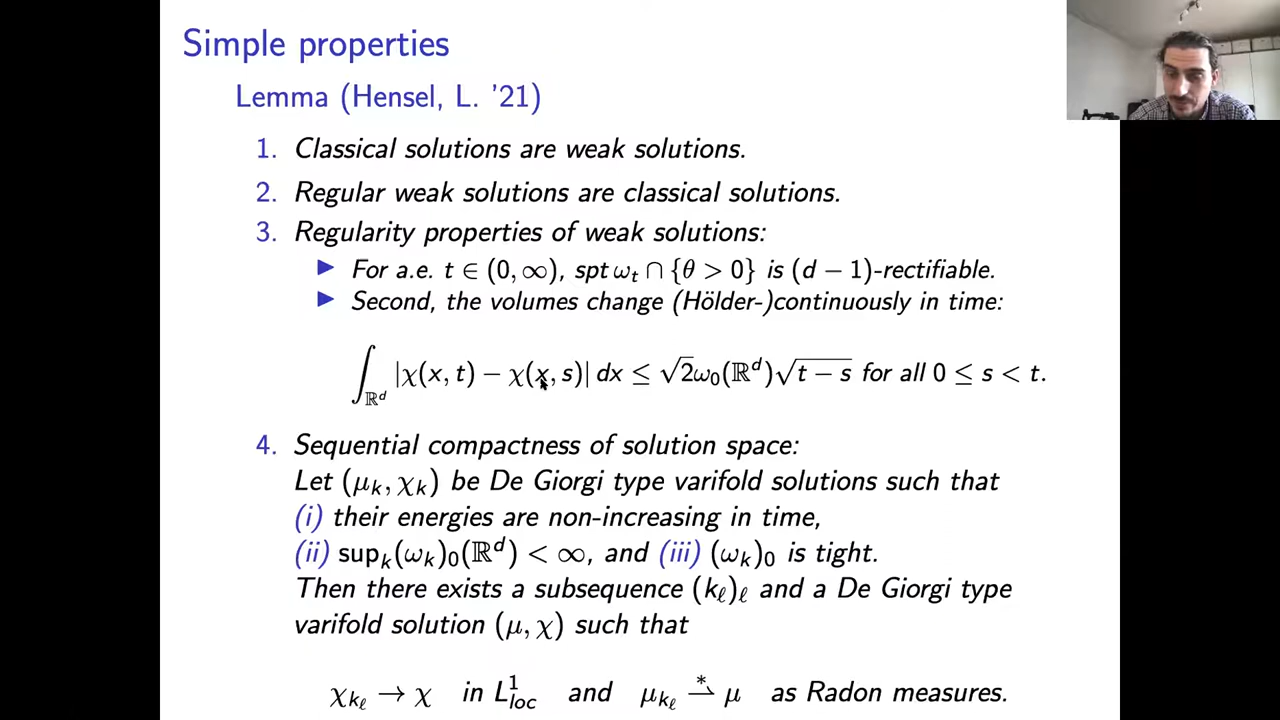 Simple properties
Lemma (Hensel, L. '21)
1. Classical solutions are weak solutions.
2. Regular weak solutions are classical solutions.
3. Regularity properties of weak solutions:
▶ For a.e. t ∈ (0, ∞), spt ω_t ∩ {θ > 0} is (d − 1)-rectifiable.
▶ Second, the volumes change (Hölder-)continuously in time:
∫_{ℝ^d} |χ(x, t) − χ(x, s)| dx ≤ √2ω_0(ℝ^d)√(t − s) for all 0 ≤ s < t.
4. Sequential compactness of solution space:
Let (μ_k, χ_k) be De Giorgi type varifold solutions such that
(i) their energies are non-increasing in time,
(ii) sup_k(ω_k)_0(ℝ^d) < ∞, and (iii) (ω_k)_0 is tight.
Then there exists a subsequence (k_ℓ)_ℓ and a De Giorgi type
varifold solution (μ, χ) such that
χ_{k_ℓ} → χ in L^1_{loc} and μ_{k_ℓ} ⇀* μ as Radon measures.